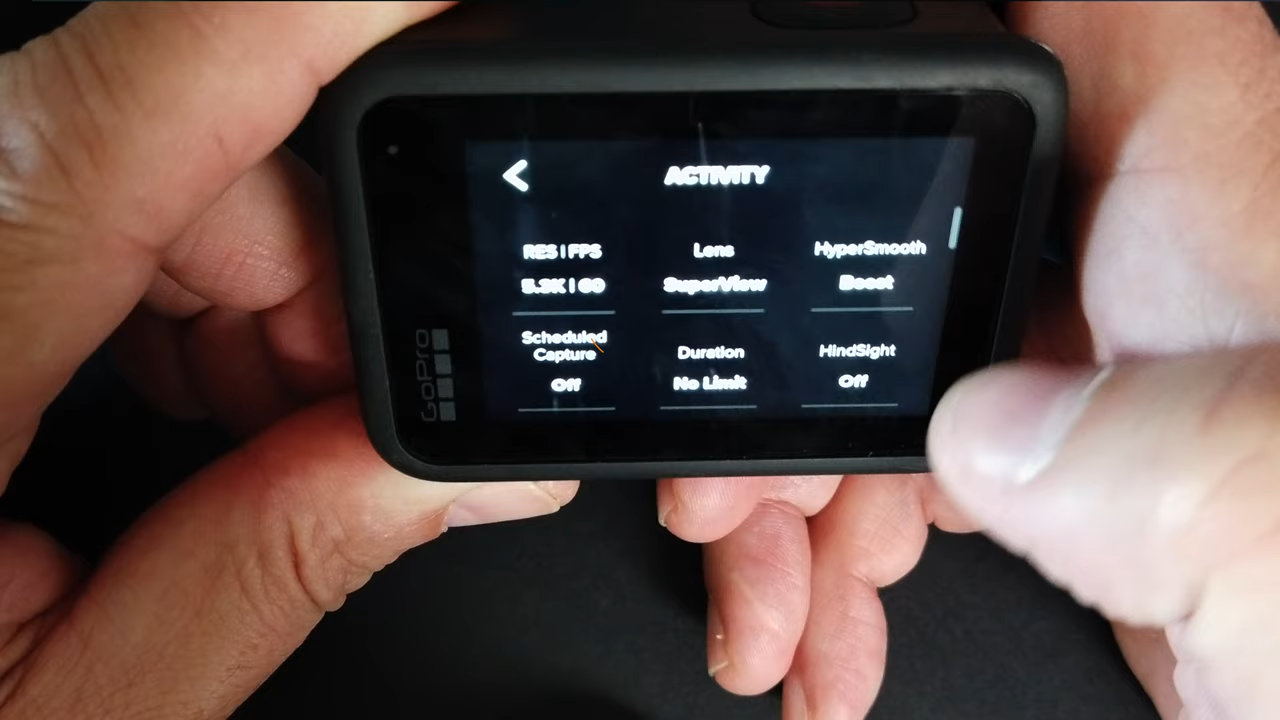 ACTIVITY
RES | FPS
Lens
HyperSmooth
5.3K | 60
SuperView
Boost
Scheduled
Capture
Duration
HindSight
Off
No Limit
Off
GoPro